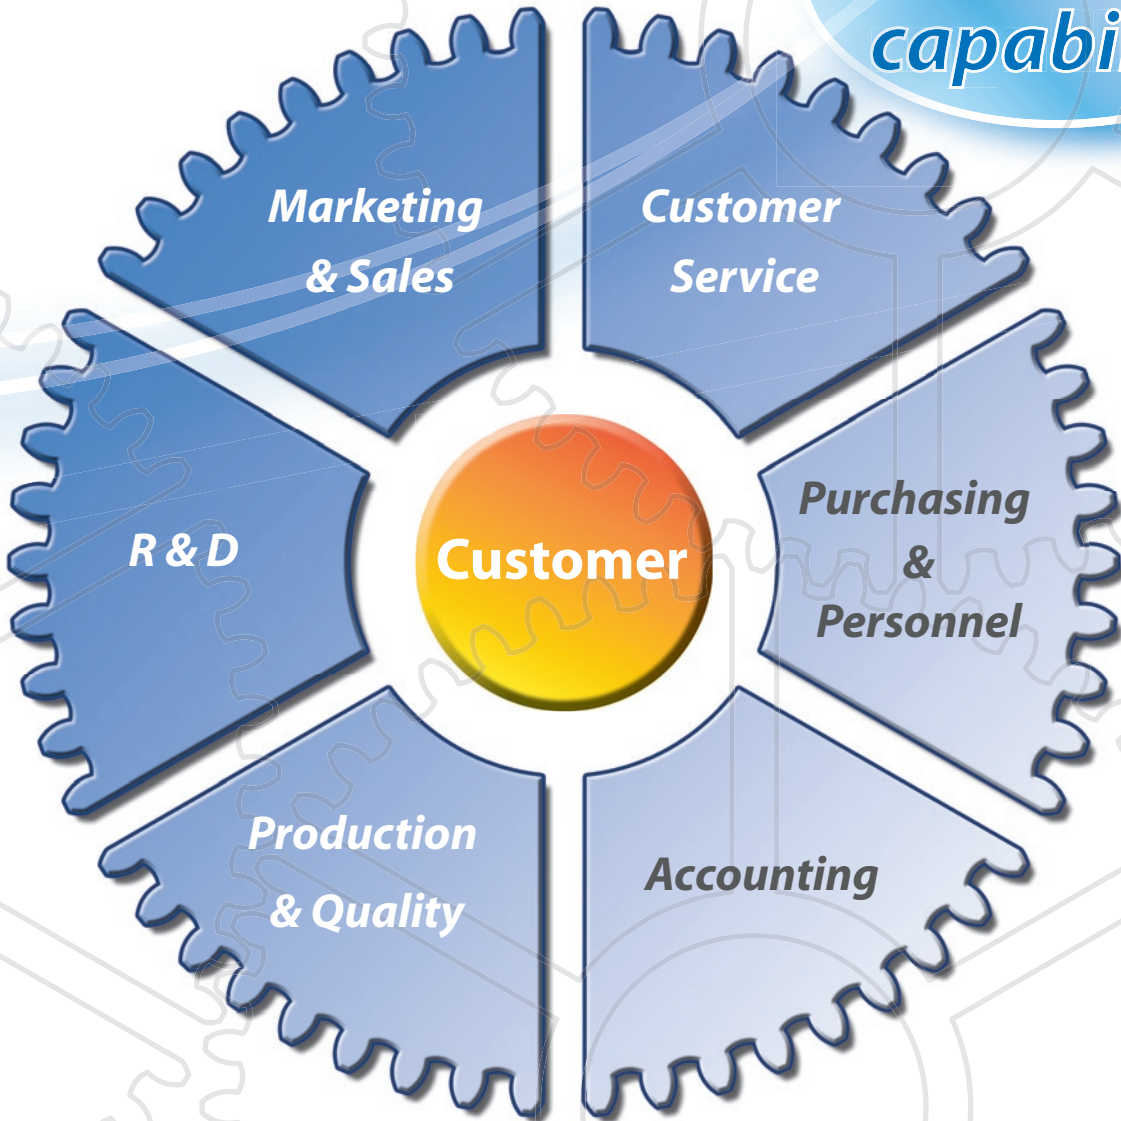 capabi
Marketing
& Sales
Customer
Service
R & D
Customer
Purchasing
&
Personnel
Production
& Quality
Accounting